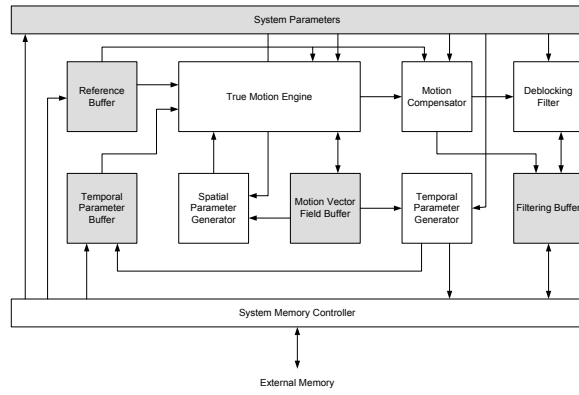 System Parameters
Reference
Buffer
True Motion Engine
Motion
Compensator
Deblocking
Filter
Temporal
Parameter
Buffer
Spatial
Parameter
Generator
Motion Vector
Field Buffer
Temporal
Parameter
Generator
Filtering Buffer
System Memory Controller
External Memory